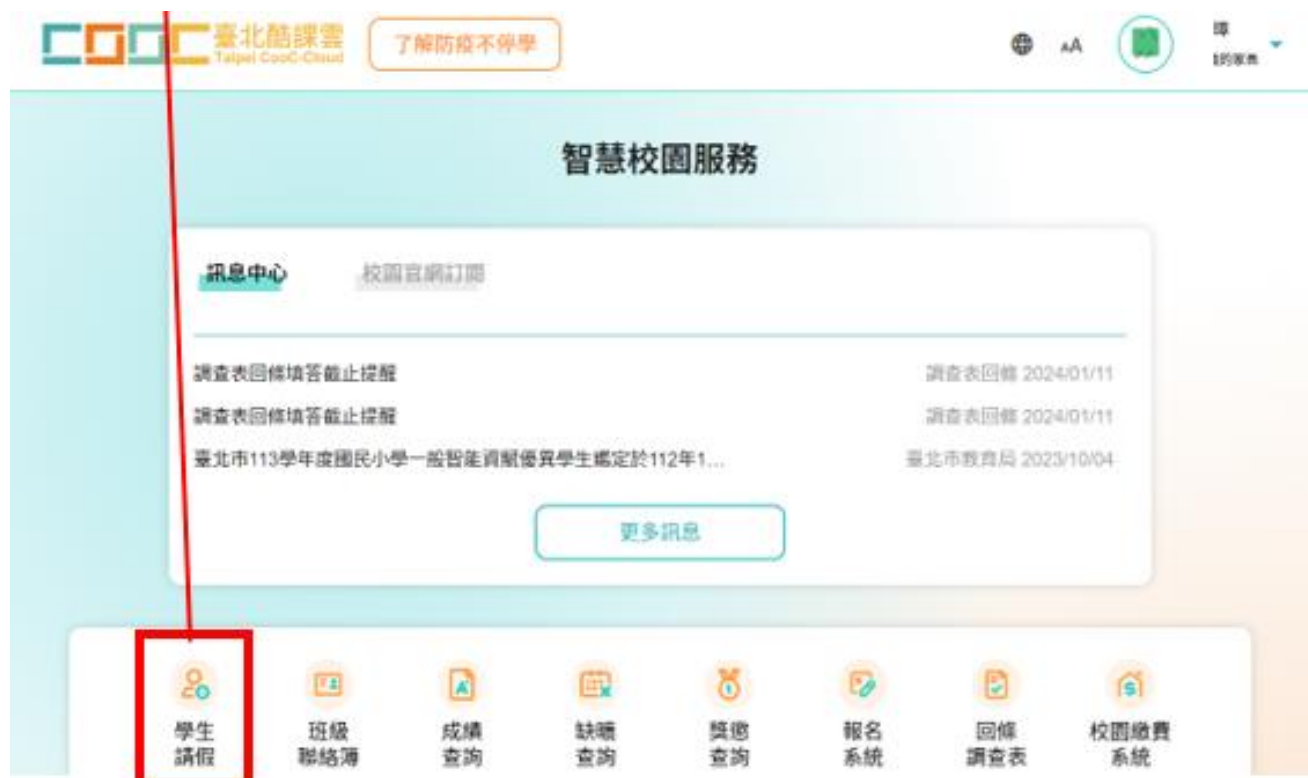 臺北酷課雲
Taipei CooC-Cloud
了解防疫不停學
AA
智慧校園服務
訊息中心 校園官網訂閱
調查表回條填答截止提醒 調查表回條 2024/01/11
調查表回條填答截止提醒 調查表回條 2024/01/11
臺北市113學年度國民小學一般智能資賦優異學生鑑定於112年1... 臺北市教育局 2023/10/04
更多訊息
學生 班級 成績 缺曠 獎懲 報名 回條 校園繳費
請假 聯絡簿 查詢 查詢 查詢 系統 調查表 系統